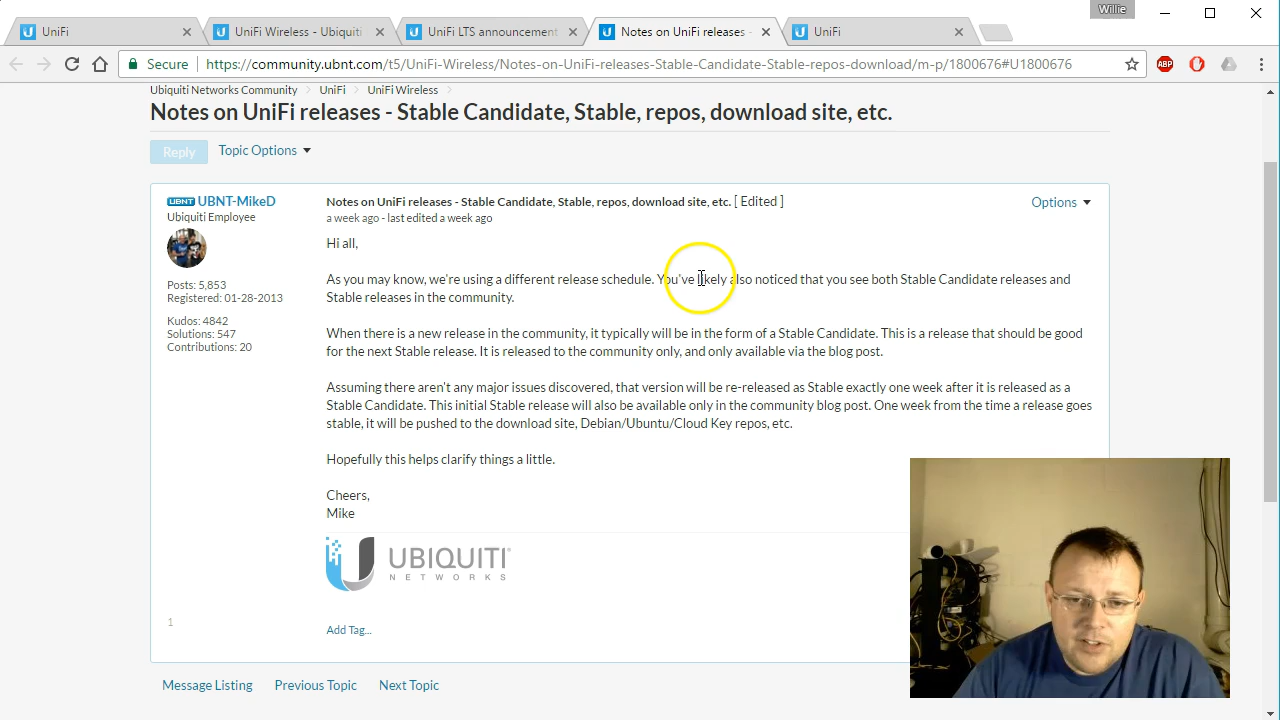 Willie
UniFi
UniFi Wireless - Ubiquiti
UniFi LTS announcement
Notes on UniFi releases -
UniFi
Secure
https://community.ubnt.com/t5/UniFi-Wireless/Notes-on-UniFi-releases-Stable-Candidate-Stable-repos-download/m-p/1800676#U1800676
ABP
Ubiquiti Networks Community > UniFi > UniFi Wireless >
Notes on UniFi releases - Stable Candidate, Stable, repos, download site, etc.
Reply
Topic Options
UBNT UBNT-MikeD
Ubiquiti Employee
Posts: 5,853
Registered: 01-28-2013
Kudos: 4842
Solutions: 547
Contributions: 20
Notes on UniFi releases - Stable Candidate, Stable, repos, download site, etc. [ Edited ]
Options
a week ago - last edited a week ago
Hi all,
As you may know, we're using a different release schedule. You've likely also noticed that you see both Stable Candidate releases and
Stable releases in the community.
When there is a new release in the community, it typically will be in the form of a Stable Candidate. This is a release that should be good
for the next Stable release. It is released to the community only, and only available via the blog post.
Assuming there aren't any major issues discovered, that version will be re-released as Stable exactly one week after it is released as a
Stable Candidate. This initial Stable release will also be available only in the community blog post. One week from the time a release goes
stable, it will be pushed to the download site, Debian/Ubuntu/Cloud Key repos, etc.
Hopefully this helps clarify things a little.
Cheers,
Mike
UBIQUITI
NETWORKS
1
Add Tag...
Message Listing
Previous Topic
Next Topic